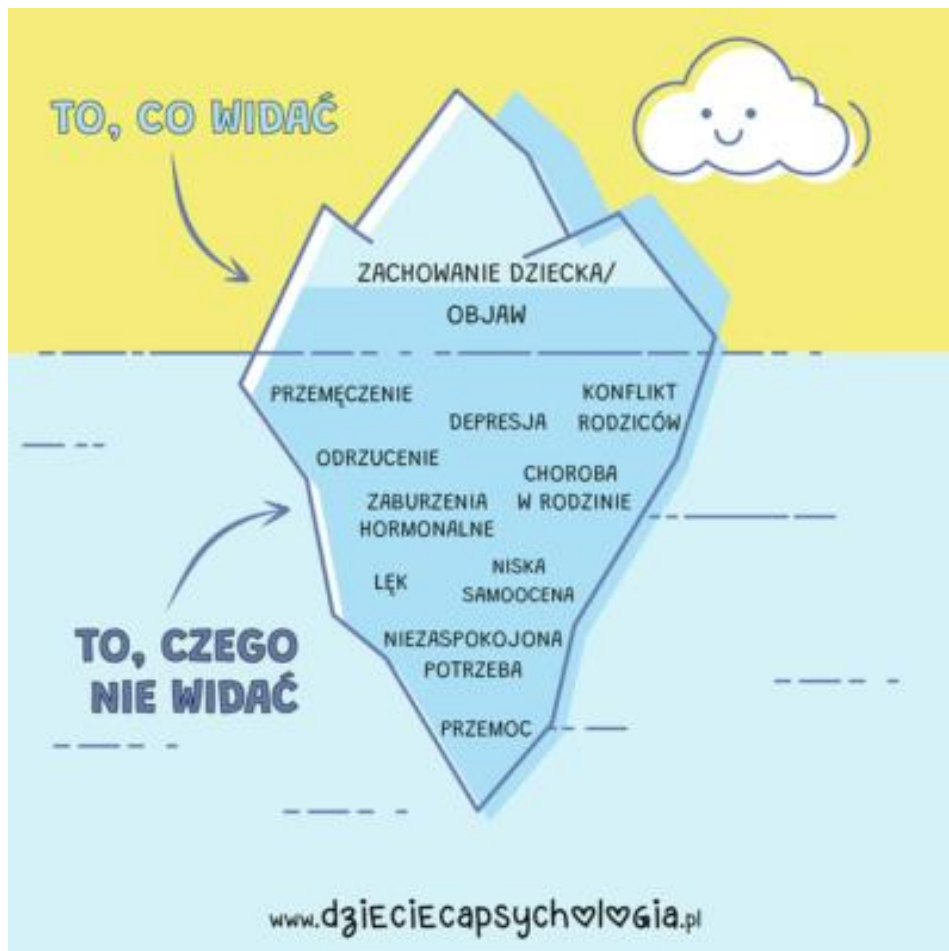 TO, CO WIDAĆ
ZACHOWANIE DZIECKA/
OBJAW
PRZEMĘCZENIE
KONFLIKT
RODZICÓW
DEPRESJA
ODRZUCENIE
CHOROBA
W RODZINIE
ZABURZENIA
HORMONALNE
NISKA
SAMOOCENA
LĘK
TO, CZEGO
NIE WIDAĆ
NIEZASPOKOJONA
POTRZEBA
PRZEMOC
www.dziecięcapsychologia.pl